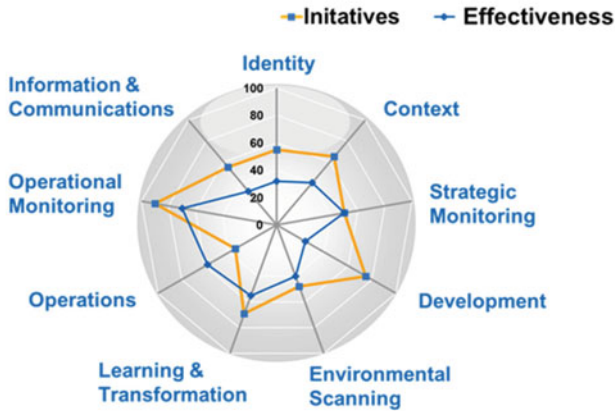 Initatives Effectiveness
Identity
Information &
Communications
Context
100
80
60
40
20
0
Operational
Monitoring
Strategic
Monitoring
Operations
Development
Learning &
Transformation
Environmental
Scanning